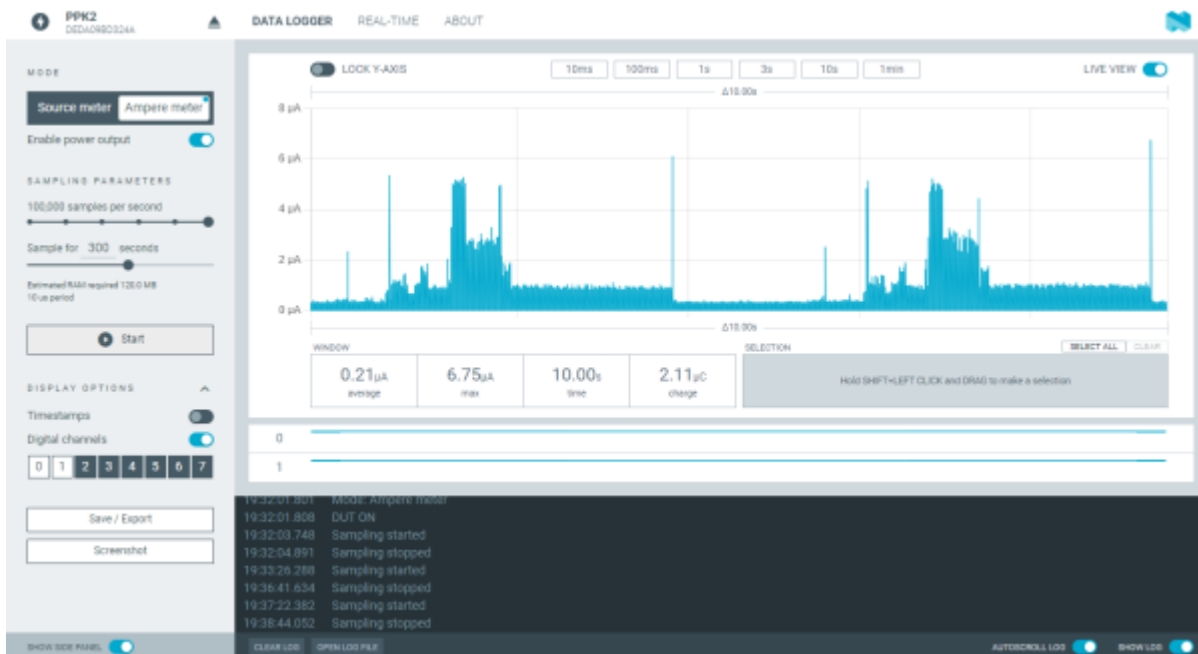 PPK2
DEDA09BD324A
DATA LOGGER REAL-TIME ABOUT
MODE
Source meter Ampere meter
Enable power output
SAMPLING PARAMETERS
100,000 samples per second
Sample for 300 seconds
Estimated RAM required 120.0 MB
10 us period
Start
DISPLAY OPTIONS
Timestamps
Digital channels
0 1 2 3 4 5 6 7
Save / Export
Screenshot
SHOW SIDE PANEL
LOCK Y-AXIS 10ms 100ms 1s 3s 10s 1min LIVE VIEW
Δ10.00s
8 µA
6 µA
4 µA
2 µA
0 µA
Δ10.00s
WINDOW SELECTION SELECT ALL CLEAR
0.21µA 6.75µA 10.00s 2.11µC
average max time charge
Hold SHIFT+LEFT CLICK and DRAG to make a selection
0
1
19:32:01.801 Mode: Ampere meter
19:32:01.808 DUT ON
19:32:03.748 Sampling started
19:32:04.891 Sampling stopped
19:33:26.288 Sampling started
19:36:41.634 Sampling stopped
19:37:22.382 Sampling started
19:38:44.052 Sampling stopped
CLEAR LOG OPEN LOG FILE AUTOSCROLL LOG SHOW LOG